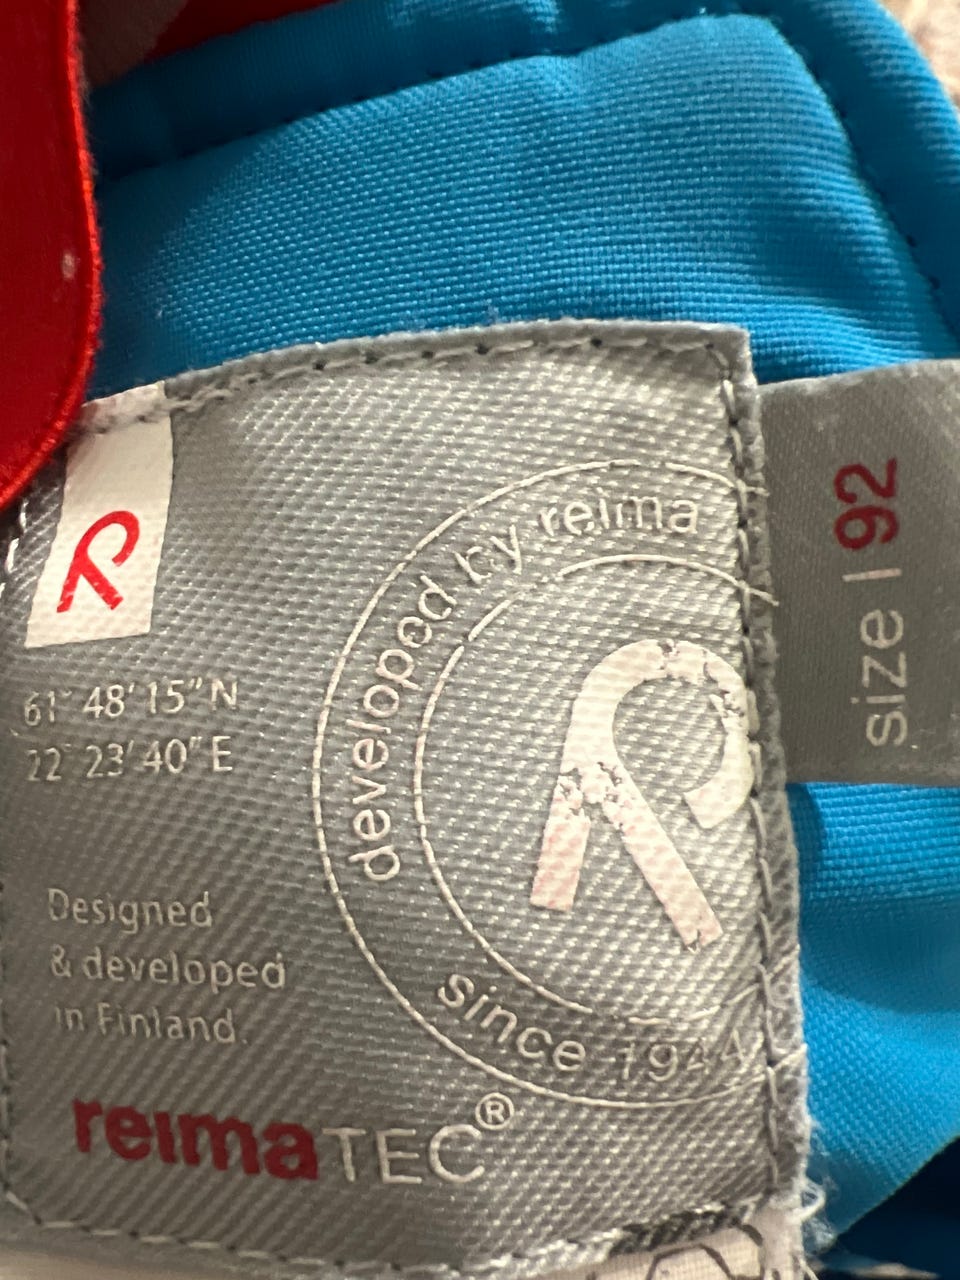 R
61° 48' 15" N
22° 23' 40" E
developed by reima
R
since 1944
Designed
& developed
in Finland.
reimaTEC®
size | 92